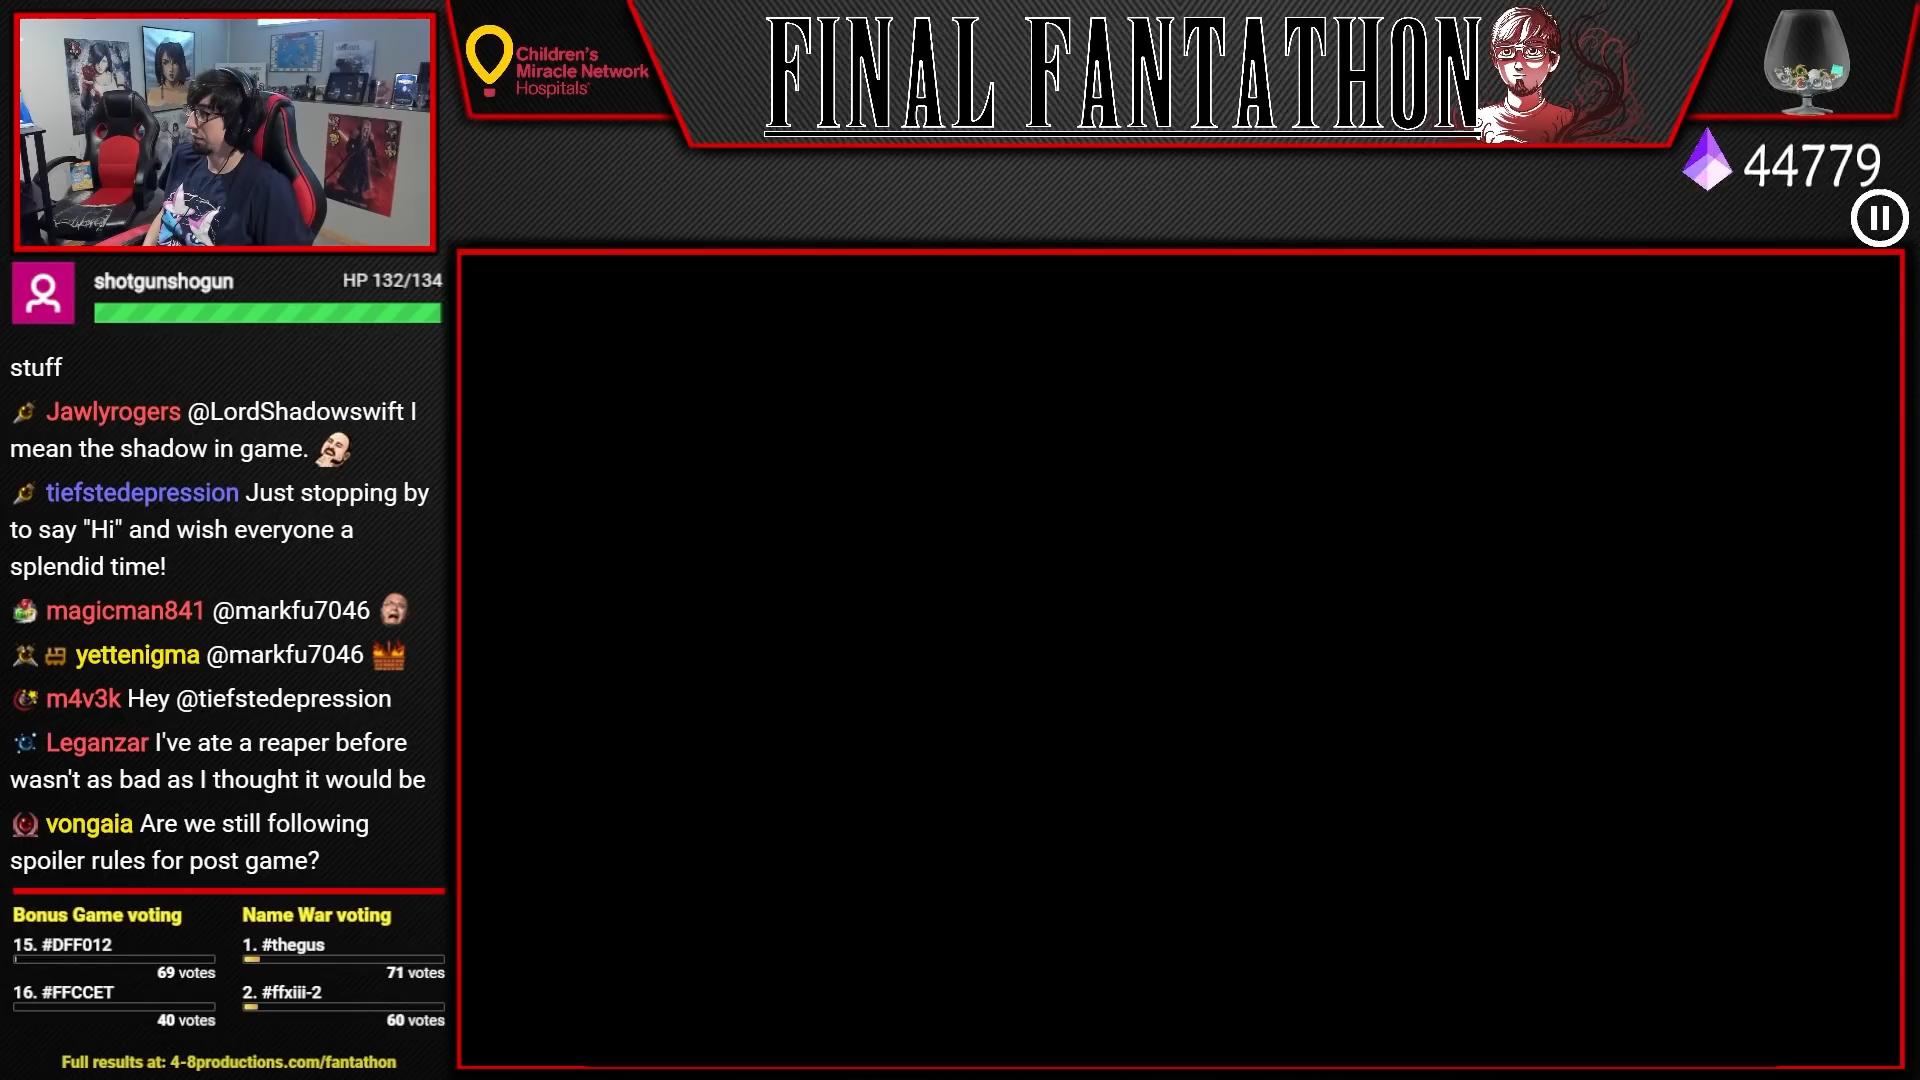 Children's
Miracle Network
Hospitals
FINAL FANTATHON
44779
shotgunshogun HP 132/134
stuff
Jawlyrogers @LordShadowswift I
mean the shadow in game.
tiefstedepression Just stopping by
to say "Hi" and wish everyone a
splendid time!
magicman841 @markfu7046
yettenigma @markfu7046
m4v3k Hey @tiefstedepression
Leganzar I've ate a reaper before
wasn't as bad as I thought it would be
vongaia Are we still following
spoiler rules for post game?
Bonus Game voting
15. #DFF012
69 votes
16. #FFCCET
40 votes
Name War voting
1. #thegus
71 votes
2. #ffxiii-2
60 votes
Full results at: 4-8productions.com/fantathon